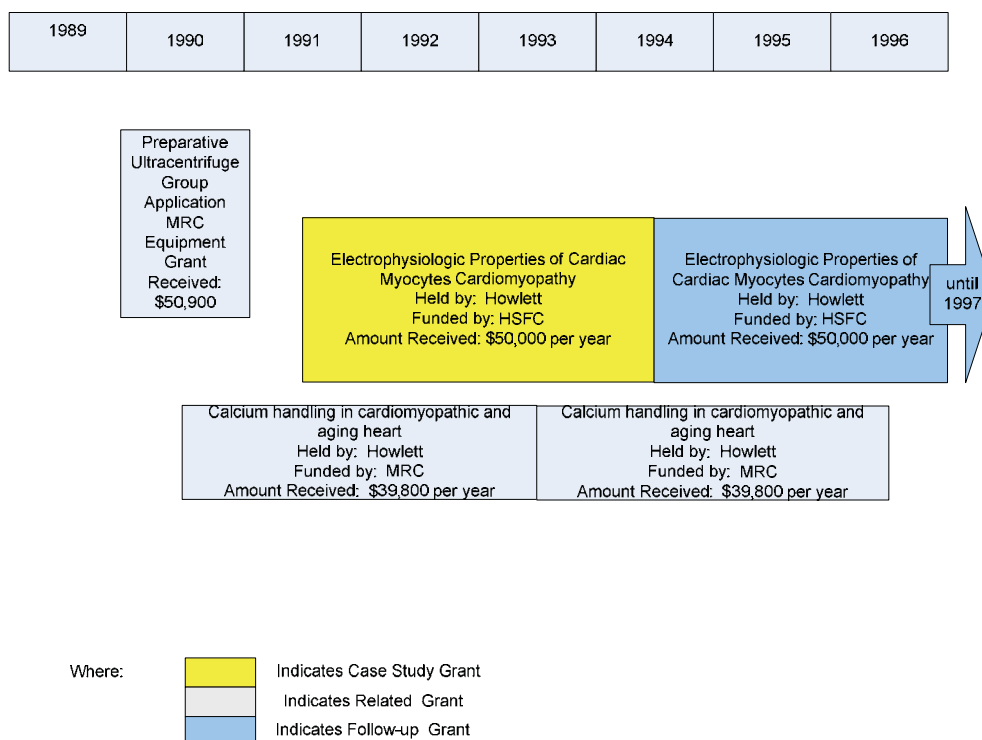 1989
1990
1991
1992
1993
1994
1995
1996
Preparative
Ultracentrifuge
Group
Application
MRC
Equipment
Grant
Received:
$50,900
Electrophysiologic Properties of Cardiac
Myocytes Cardiomyopathy
Held by: Howlett
Funded by: HSFC
Amount Received: $50,000 per year
Electrophysiologic Properties of
Cardiac Myocytes Cardiomyopathy
Held by: Howlett
Funded by: HSFC
Amount Received: $50,000 per year
until
1997
Calcium handling in cardiomyopathic and
aging heart
Held by: Howlett
Funded by: MRC
Amount Received: $39,800 per year
Calcium handling in cardiomyopathic and
aging heart
Held by: Howlett
Funded by: MRC
Amount Received: $39,800 per year
Where:
Indicates Case Study Grant
Indicates Related Grant
Indicates Follow-up Grant